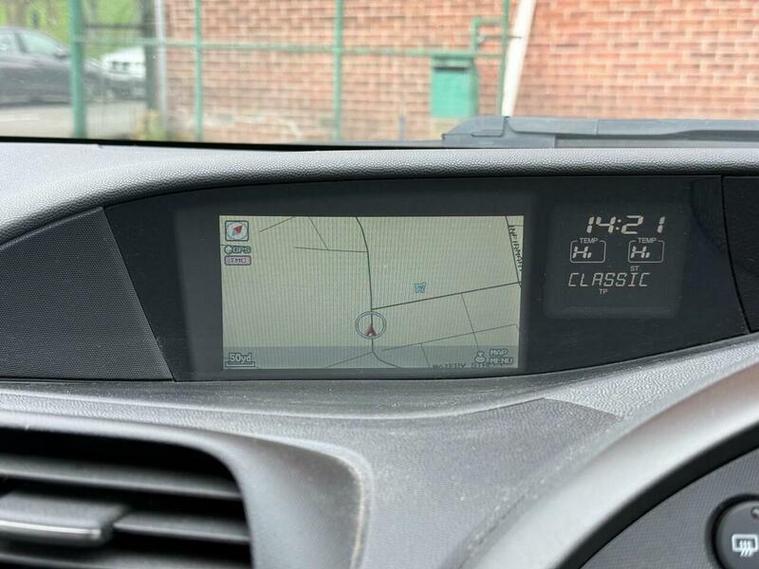 14:21
TEMP TEMP
Hi Hi
ST
CLASSIC
TP
GPS
TMC
50yd
MAP
MENU